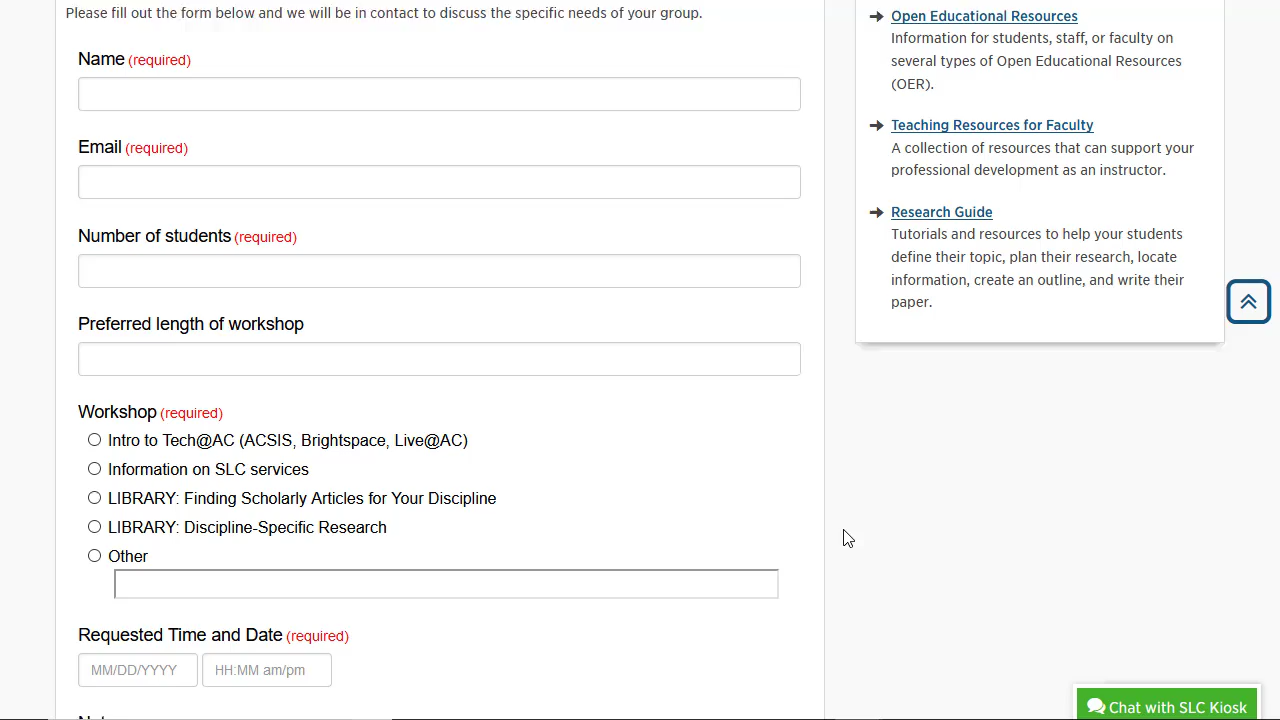 Please fill out the form below and we will be in contact to discuss the specific needs of your group.
Name (required)
Email (required)
Number of students (required)
Preferred length of workshop
Workshop (required)
Intro to Tech@AC (ACSIS, Brightspace, Live@AC)
Information on SLC services
LIBRARY: Finding Scholarly Articles for Your Discipline
LIBRARY: Discipline-Specific Research
Other
Requested Time and Date (required)
MM/DD/YYYY HH:MM am/pm
Open Educational Resources
Information for students, staff, or faculty on
several types of Open Educational Resources
(OER).
Teaching Resources for Faculty
A collection of resources that can support your
professional development as an instructor.
Research Guide
Tutorials and resources to help your students
define their topic, plan their research, locate
information, create an outline, and write their
paper.
Chat with SLC Kiosk